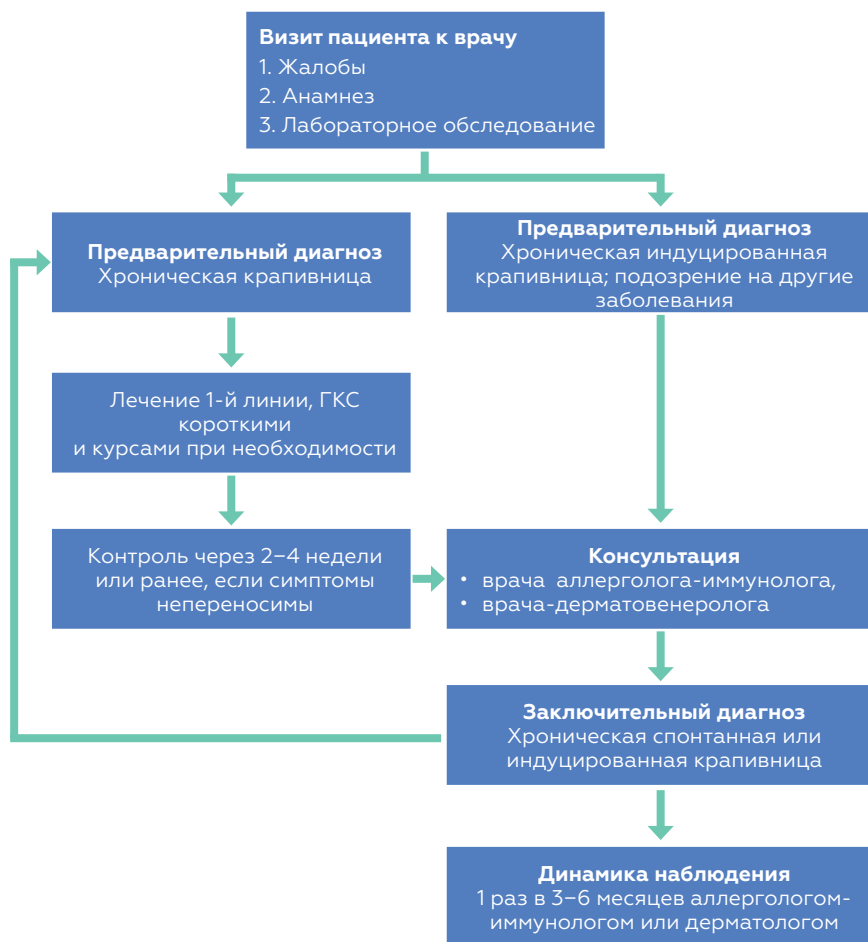 Визит пациента к врачу
1. Жалобы
2. Анамнез
3. Лабораторное обследование
Предварительный диагноз
Хроническая крапивница
Предварительный диагноз
Хроническая индуцированная
крапивница; подозрение на другие
заболевания
Лечение 1-й линии, ГКС
короткими
и курсами при необходимости
Контроль через 2–4 недели
или ранее, если симптомы
непереносимы
Консультация
• врача аллерголога-иммунолога,
• врача-дерматовенеролога
Заключительный диагноз
Хроническая спонтанная или
индуцированная крапивница
Динамика наблюдения
1 раз в 3–6 месяцев аллергологом-
иммунологом или дерматологом